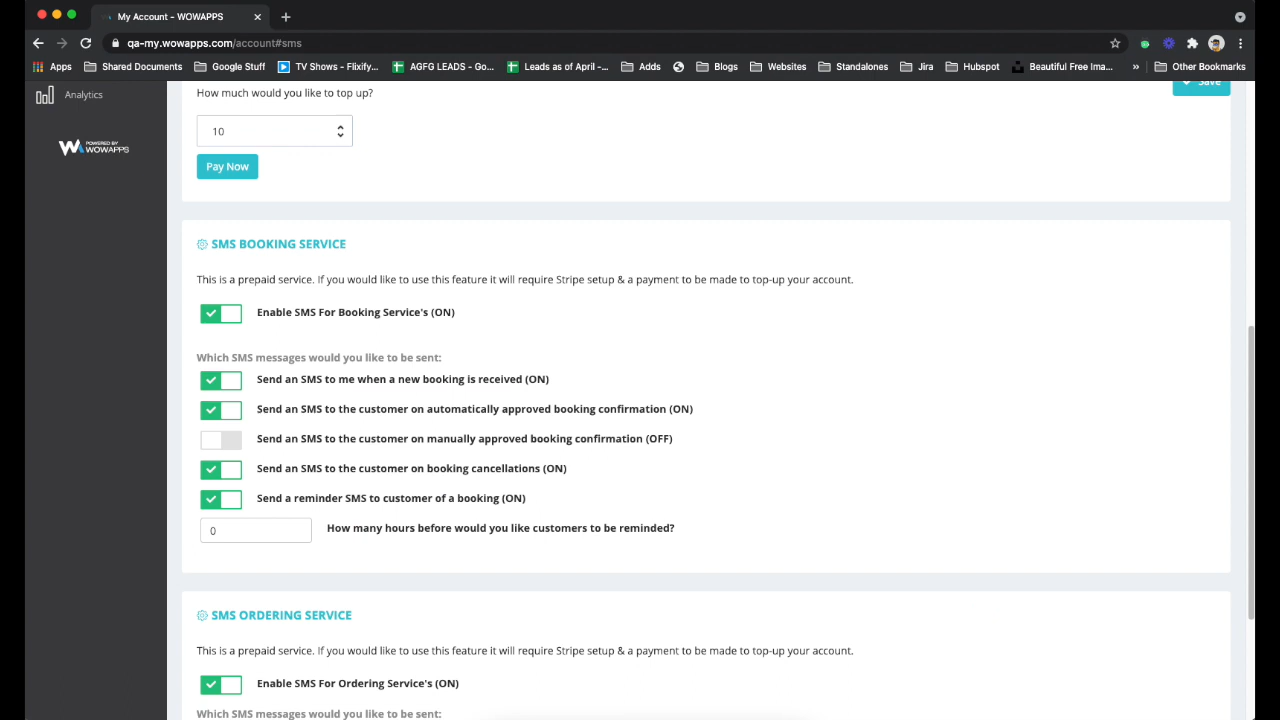 My Account - WOWAPPS
qa-my.wowapps.com/account#sms
Apps
Shared Documents
Google Stuff
TV Shows - Flixify...
AGFG LEADS - Go...
Leads as of April -...
Adds
Blogs
Websites
Standalones
Jira
Hubspot
Beautiful Free Ima...
»
Other Bookmarks
Analytics
POWERED BY
WOWAPPS
How much would you like to top up?
Save
10
Pay Now
SMS BOOKING SERVICE
This is a prepaid service. If you would like to use this feature it will require Stripe setup & a payment to be made to top-up your account.
Enable SMS For Booking Service's (ON)
Which SMS messages would you like to be sent:
Send an SMS to me when a new booking is received (ON)
Send an SMS to the customer on automatically approved booking confirmation (ON)
Send an SMS to the customer on manually approved booking confirmation (OFF)
Send an SMS to the customer on booking cancellations (ON)
Send a reminder SMS to customer of a booking (ON)
0 How many hours before would you like customers to be reminded?
SMS ORDERING SERVICE
This is a prepaid service. If you would like to use this feature it will require Stripe setup & a payment to be made to top-up your account.
Enable SMS For Ordering Service's (ON)
Which SMS messages would you like to be sent: